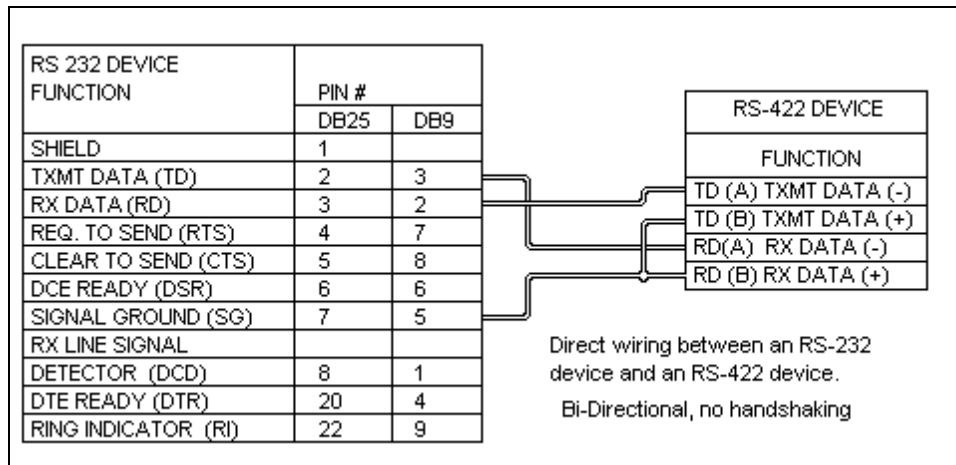 RS 232 DEVICE
FUNCTION PIN #
DB25 DB9
SHIELD 1
TXMT DATA (TD) 2 3
RX DATA (RD) 3 2
REQ. TO SEND (RTS) 4 7
CLEAR TO SEND (CTS) 5 8
DCE READY (DSR) 6 6
SIGNAL GROUND (SG) 7 5
RX LINE SIGNAL
DETECTOR (DCD) 8 1
DTE READY (DTR) 20 4
RING INDICATOR (RI) 22 9
RS-422 DEVICE
FUNCTION
TD (A) TXMT DATA (-)
TD (B) TXMT DATA (+)
RD(A) RX DATA (-)
RD (B) RX DATA (+)
Direct wiring between an RS-232
device and an RS-422 device.
Bi-Directional, no handshaking